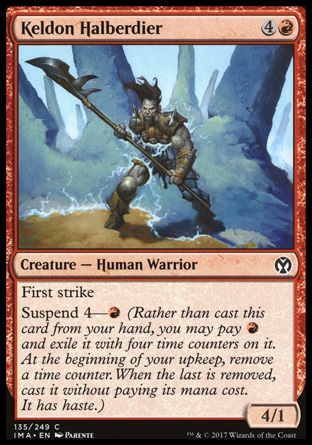 Keldon Halberdier 4
Creature — Human Warrior
First strike
Suspend 4— (Rather than cast this
card from your hand, you may pay
and exile it with four time counters on it.
At the beginning of your upkeep, remove
a time counter. When the last is removed,
cast it without paying its mana cost.
It has haste.)
4/1
135/249 C
IMA • EN Parente
™ & © 2017 Wizards of the Coast